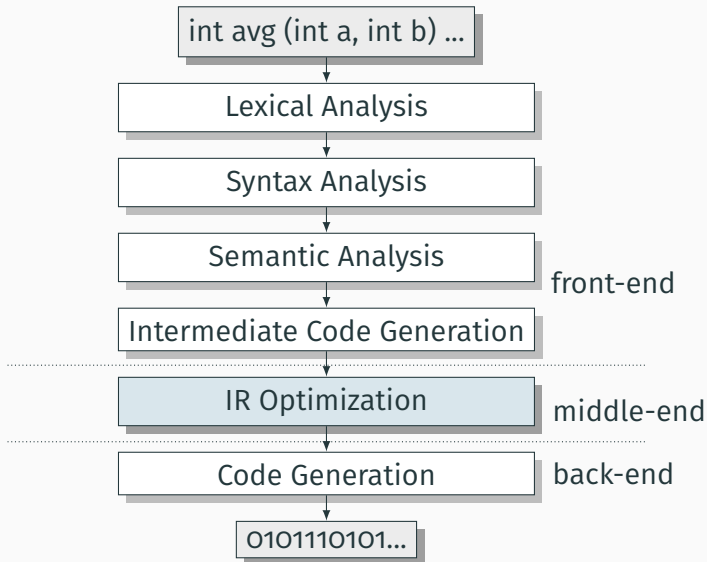 int avg (int a, int b) ...
Lexical Analysis
Syntax Analysis
Semantic Analysis
front-end
Intermediate Code Generation
IR Optimization
middle-end
Code Generation
back-end
0101110101...